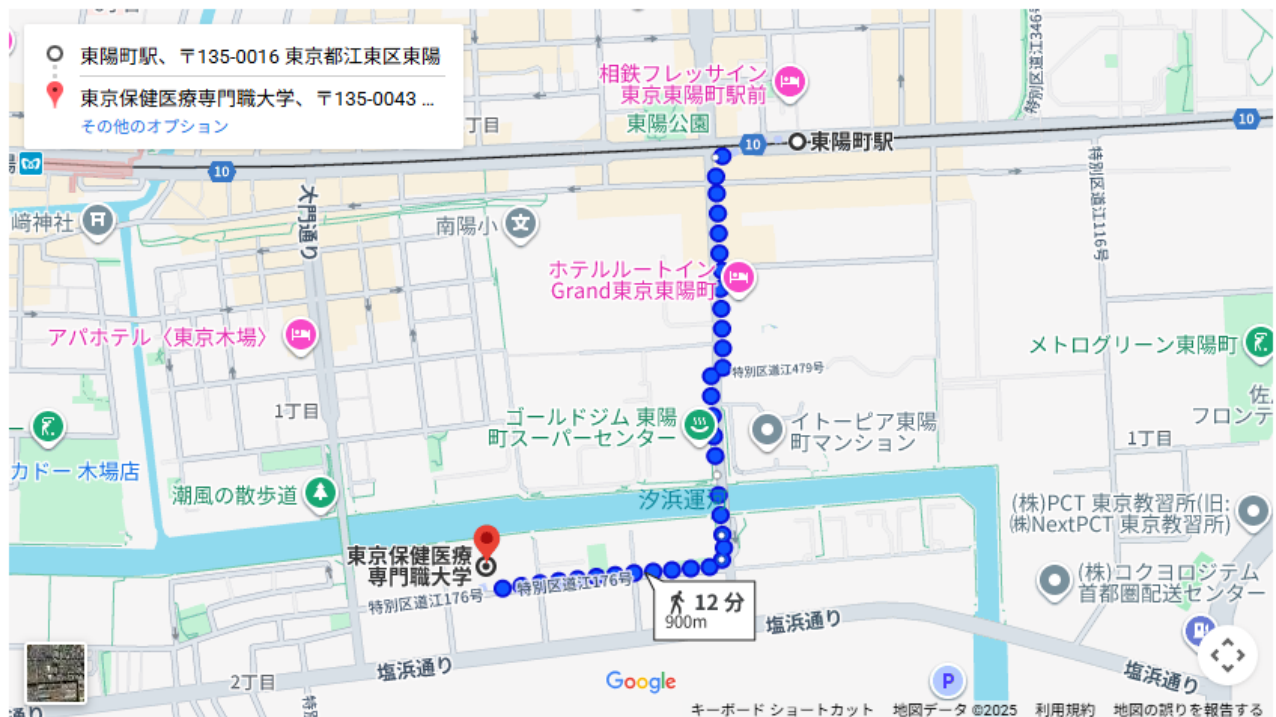 東陽町駅、〒135-0016 東京都江東区東陽
東京保健医療専門職大学、〒135-0043 ...
その他のオプション
丁目
相鉄フレッサイン
東京東陽町駅前
東陽公園
10
東陽町駅
10
10
特別区道江346
大門通り
﨑神社
南陽小
文
特別区道江116号
ホテルルートイン
Grand東京東陽町
アパホテル〈東京木場〉
メトログリーン東陽町
特別区道江479号
1丁目
ゴールドジム 東陽
町スーパーセンター
イトーピア東陽
町マンション
フロンテ
1丁目
カドー 木場店
潮風の散歩道
汐浜運河
(株)PCT 東京教習所(旧:
㈱NextPCT 東京教習所)
東京保健医療
専門職大学
特別区道江176号
特別区道江176号
12 分
900m
(株)コクヨロジテム
首都圏配送センター
塩浜通り
塩浜通り
塩浜通り
2丁目
特別
通り
P
Google
キーボード ショートカット
地図データ ©2025
利用規約
地図の誤りを報告する